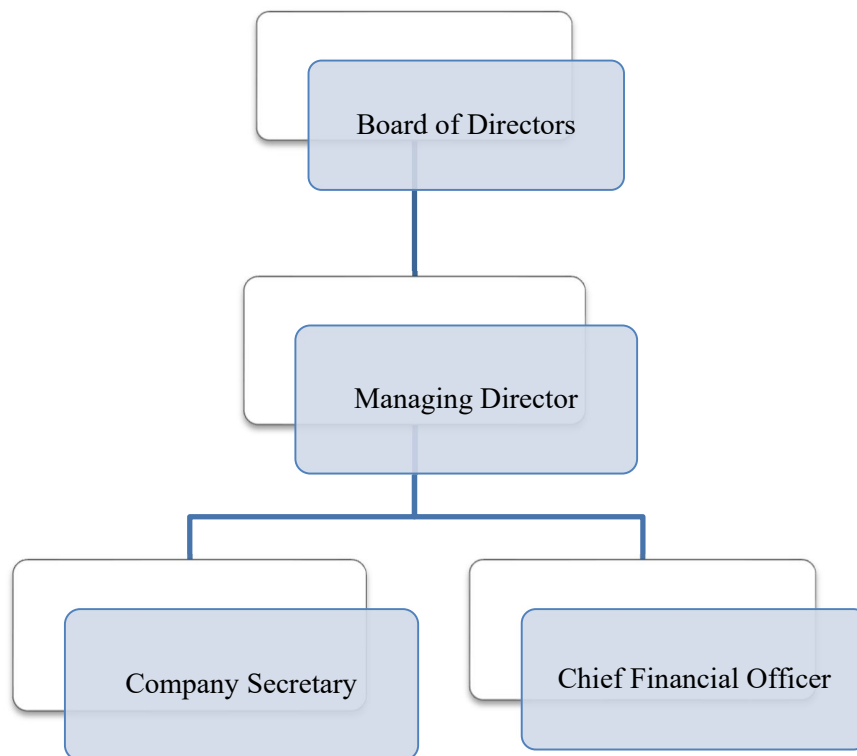 Board of Directors
Managing Director
Company Secretary
Chief Financial Officer